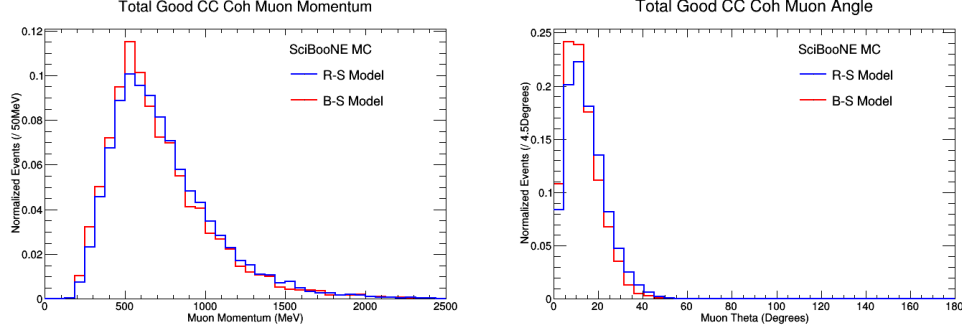 Total Good CC Coh Muon Momentum
Normalized Events (/ 50MeV)
0.12
0.1
0.08
0.06
0.04
0.02
0
SciBooNE MC
R-S Model
B-S Model
0 500 1000 1500 2000 2500
Muon Momentum (MeV)
Total Good CC Coh Muon Angle
Normalized Events (/ 4.5Degrees)
0.25
0.2
0.15
0.1
0.05
0
SciBooNE MC
R-S Model
B-S Model
0 20 40 60 80 100 120 140 160 180
Muon Theta (Degrees)